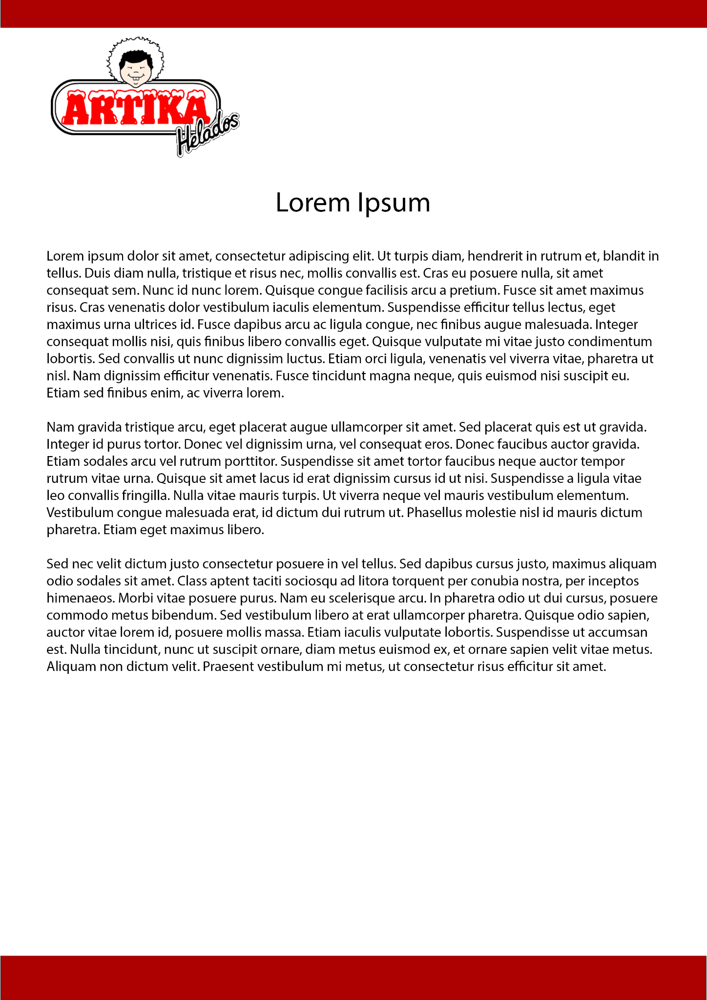 ARTIKA
Helados
Lorem Ipsum
Lorem ipsum dolor sit amet, consectetur adipiscing elit. Ut turpis diam, hendrerit in rutrum et, blandit in
tellus. Duis diam nulla, tristique et risus nec, mollis convallis est. Cras eu posuere nulla, sit amet
consequat sem. Nunc id nunc lorem. Quisque congue facilisis arcu a pretium. Fusce sit amet maximus
risus. Cras venenatis dolor vestibulum iaculis elementum. Suspendisse efficitur tellus lectus, eget
maximus urna ultrices id. Fusce dapibus arcu ac ligula congue, nec finibus augue malesuada. Integer
consequat mollis nisi, quis finibus libero convallis eget. Quisque vulputate mi vitae justo condimentum
lobortis. Sed convallis ut nunc dignissim luctus. Etiam orci ligula, venenatis vel viverra vitae, pharetra ut
nisl. Nam dignissim efficitur venenatis. Fusce tincidunt magna neque, quis euismod nisi suscipit eu.
Etiam sed finibus enim, ac viverra lorem.
Nam gravida tristique arcu, eget placerat augue ullamcorper sit amet. Sed placerat quis est ut gravida.
Integer id purus tortor. Donec vel dignissim urna, vel consequat eros. Donec faucibus auctor gravida.
Etiam sodales arcu vel rutrum porttitor. Suspendisse sit amet tortor faucibus neque auctor tempor
rutrum vitae urna. Quisque sit amet lacus id erat dignissim cursus id ut nisi. Suspendisse a ligula vitae
leo convallis fringilla. Nulla vitae mauris turpis. Ut viverra neque vel mauris vestibulum elementum.
Vestibulum congue malesuada erat, id dictum dui rutrum ut. Phasellus molestie nisl id mauris dictum
pharetra. Etiam eget maximus libero.
Sed nec velit dictum justo consectetur posuere in vel tellus. Sed dapibus cursus justo, maximus aliquam
odio sodales sit amet. Class aptent taciti sociosqu ad litora torquent per conubia nostra, per inceptos
himenaeos. Morbi vitae posuere purus. Nam eu scelerisque arcu. In pharetra odio ut dui cursus, posuere
commodo metus bibendum. Sed vestibulum libero at erat ullamcorper pharetra. Quisque odio sapien,
auctor vitae lorem id, posuere mollis massa. Etiam iaculis vulputate lobortis. Suspendisse ut accumsan
est. Nulla tincidunt, nunc ut suscipit ornare, diam metus euismod ex, et ornare sapien velit vitae metus.
Aliquam non dictum velit. Praesent vestibulum mi metus, ut consectetur risus efficitur sit amet.